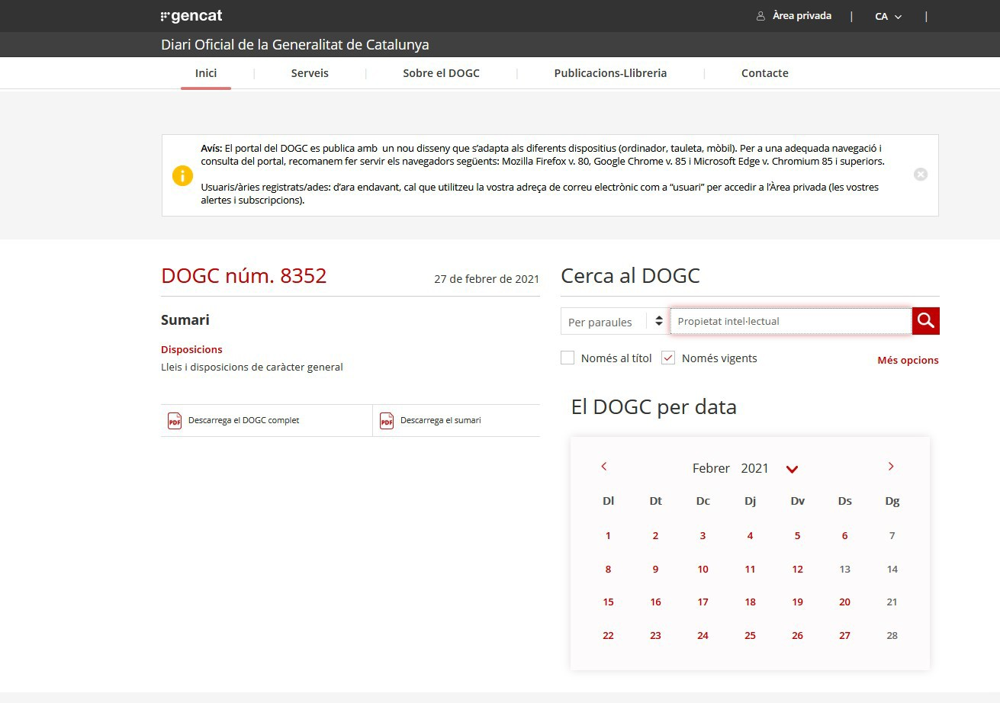 gencat
Àrea privada
CA
Diari Oficial de la Generalitat de Catalunya
Inici
Serveis
Sobre el DOGC
Publicacions-Llibreria
Contacte
Avís: El portal del DOGC es publica amb un nou disseny que s’adapta als diferents dispositius (ordinador, tauleta, mòbil). Per a una adequada navegació i
consulta del portal, recomanem fer servir els navegadors següents: Mozilla Firefox v. 80, Google Chrome v. 85 i Microsoft Edge v. Chromium 85 i superiors.
Usuaris/àries registrats/ades: d’ara endavant, cal que utilitzeu la vostra adreça de correu electrònic com a “usuari” per accedir a l’Àrea privada (les vostres
alertes i subscripcions).
DOGC núm. 8352
27 de febrer de 2021
Sumari
Disposicions
Lleis i disposicions de caràcter general
PDF Descarrega el DOGC complet
PDF Descarrega el sumari
Cerca al DOGC
Per paraules
Propietat intel·lectual
Només al títol
Només vigents
Més opcions
El DOGC per data
Febrer 2021
Dl Dt Dc Dj Dv Ds Dg
1 2 3 4 5 6 7
8 9 10 11 12 13 14
15 16 17 18 19 20 21
22 23 24 25 26 27 28